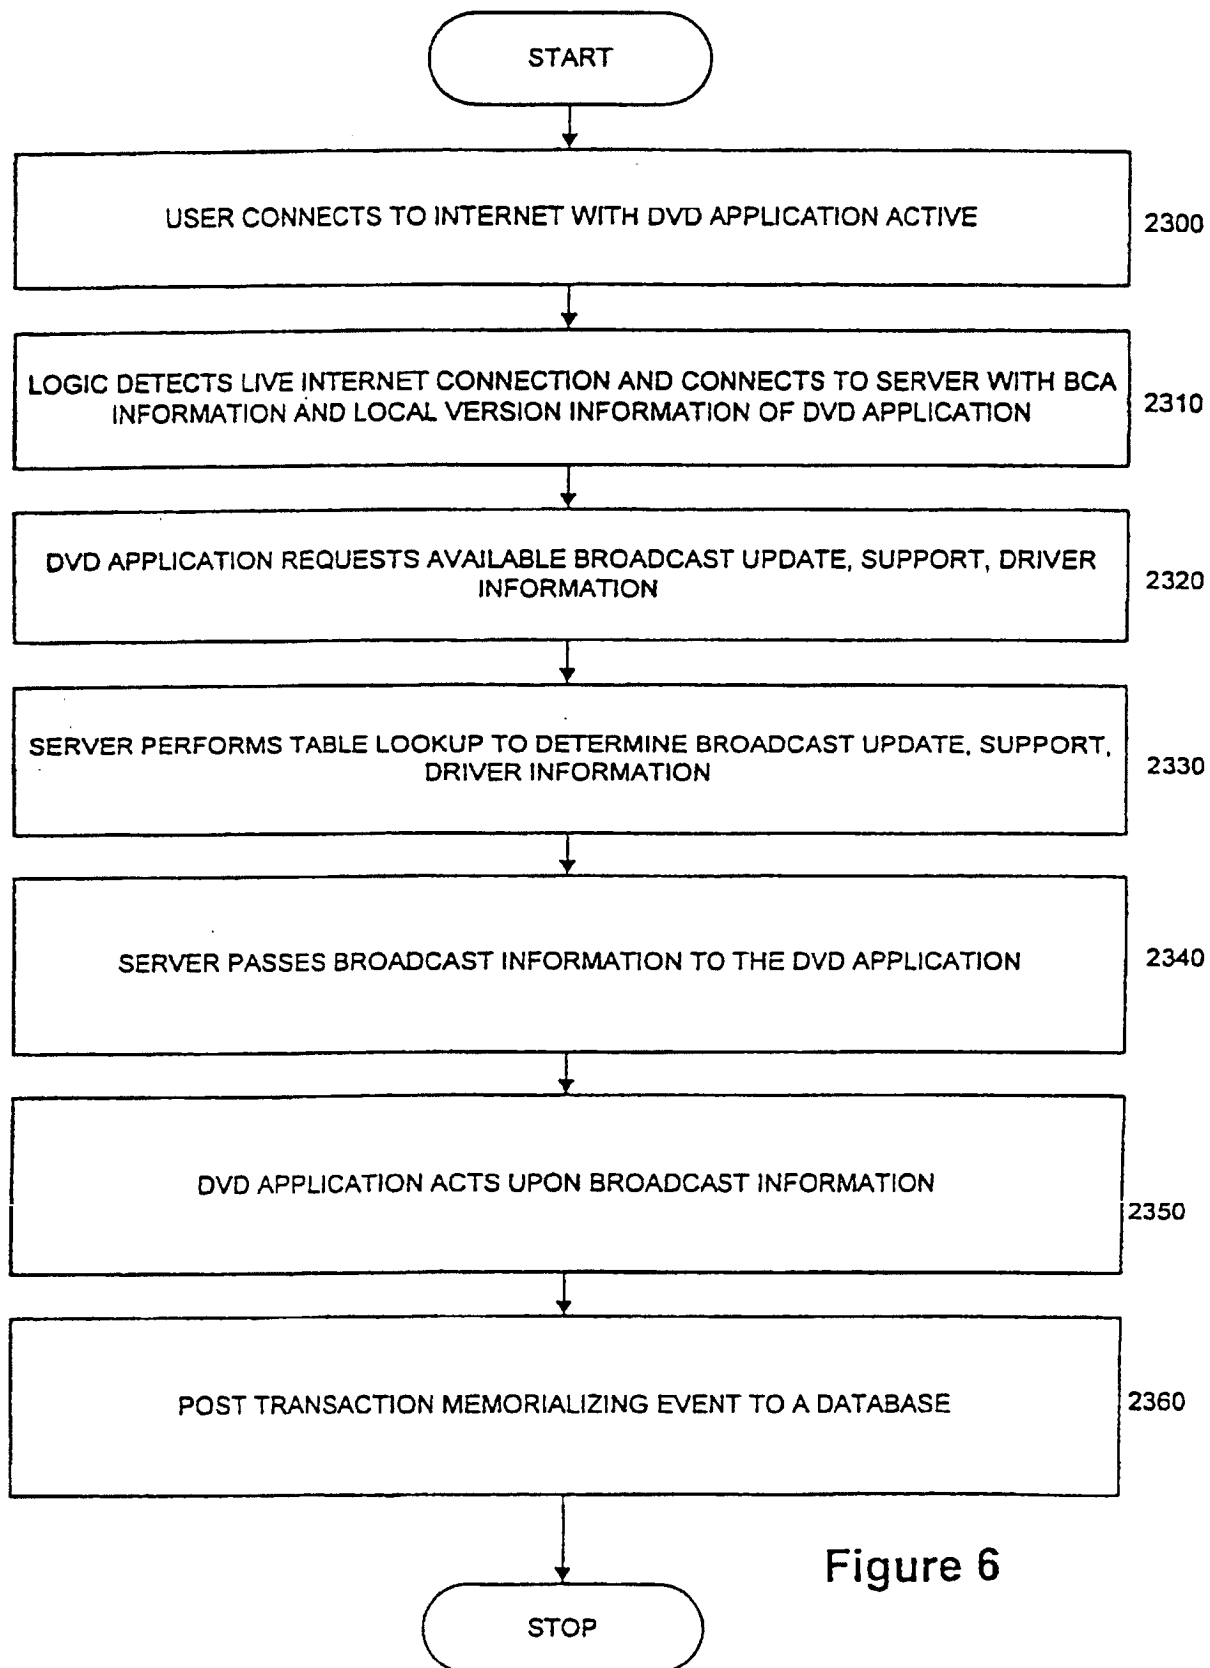 START
USER CONNECTS TO INTERNET WITH DVD APPLICATION ACTIVE
2300
LOGIC DETECTS LIVE INTERNET CONNECTION AND CONNECTS TO SERVER WITH BCA
INFORMATION AND LOCAL VERSION INFORMATION OF DVD APPLICATION
2310
DVD APPLICATION REQUESTS AVAILABLE BROADCAST UPDATE, SUPPORT, DRIVER
INFORMATION
2320
SERVER PERFORMS TABLE LOOKUP TO DETERMINE BROADCAST UPDATE, SUPPORT,
DRIVER INFORMATION
2330
SERVER PASSES BROADCAST INFORMATION TO THE DVD APPLICATION
2340
DVD APPLICATION ACTS UPON BROADCAST INFORMATION
2350
POST TRANSACTION MEMORIALIZING EVENT TO A DATABASE
2360
Figure 6
STOP